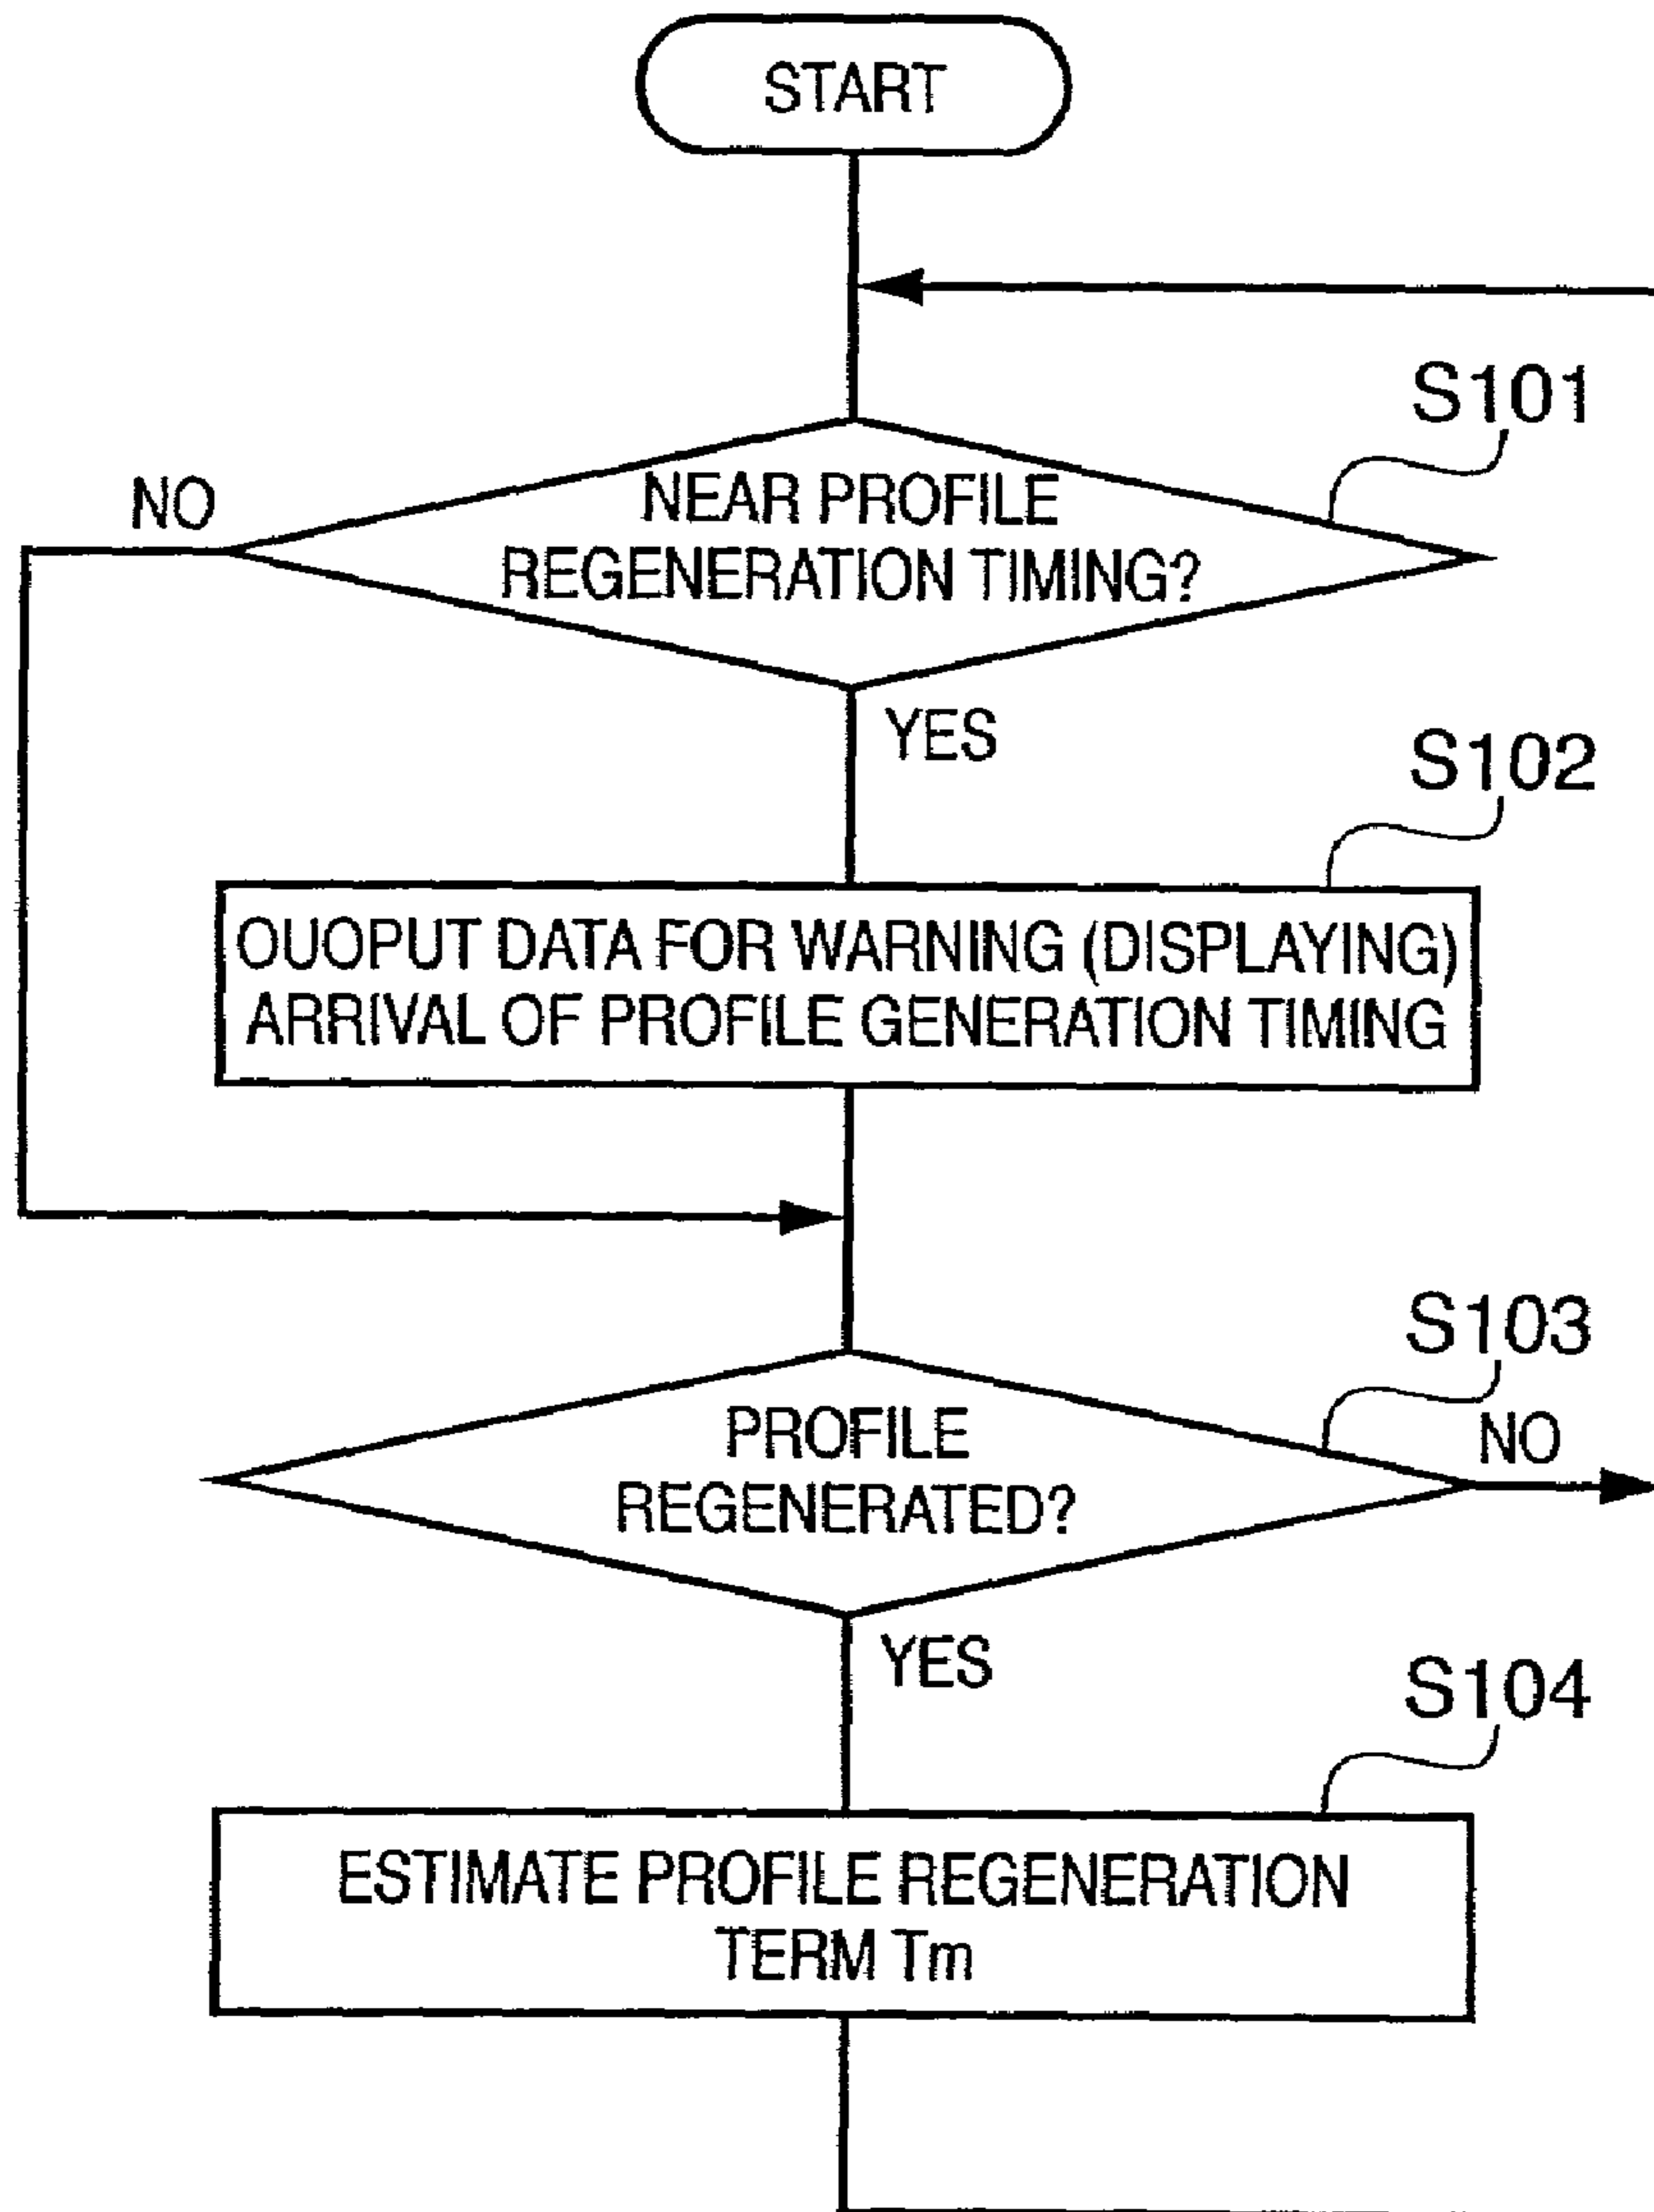 START
S101
NO
NEAR PROFILE
REGENERATION TIMING?
YES
S102
OUOPUT DATA FOR WARNING (DISPLAYING)
ARRIVAL OF PROFILE GENERATION TIMING
S103
PROFILE
REGENERATED?
NO
YES
S104
ESTIMATE PROFILE REGENERATION
TERM Tm